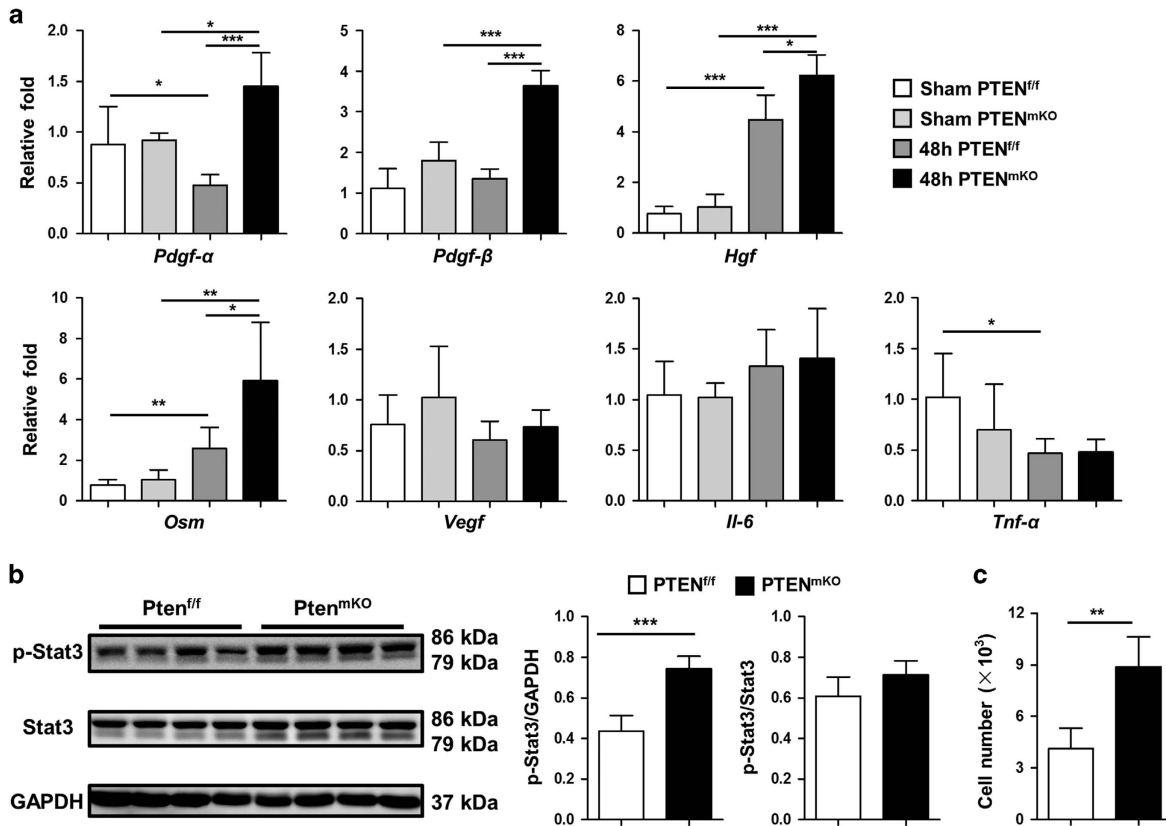 a
Relative fold
2.0
1.5
1.0
0.5
0.0
*
*
***
Pdgf-α
5
4
3
2
1
0
***
***
Pdgf-β
8
6
4
2
0
***
***
*
Hgf
Sham PTENf/f
Sham PTENmKO
48h PTENf/f
48h PTENmKO
Relative fold
10
8
6
4
2
0
**
**
*
Osm
2.0
1.5
1.0
0.5
0.0
Vegf
2.0
1.5
1.0
0.5
0.0
Il-6
2.0
1.5
1.0
0.5
0.0
*
Tnf-α
b
Ptenf/f
PtenmKO
p-Stat3
86 kDa
79 kDa
Stat3
86 kDa
79 kDa
GAPDH
37 kDa
PTENf/f
PTENmKO
p-Stat3/GAPDH
1.0
0.8
0.6
0.4
0.2
0.0
***
p-Stat3/Stat3
1.0
0.8
0.6
0.4
0.2
0.0
c
Cell number (×10³)
12
9
6
3
0
**